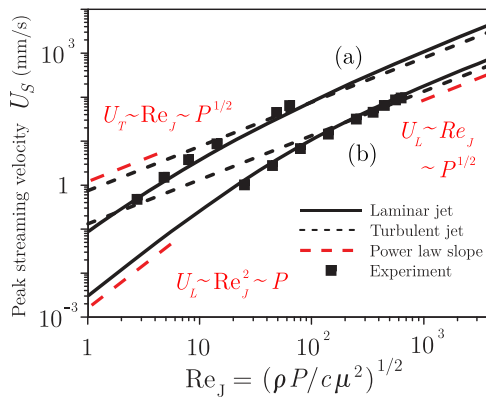 Peak streaming velocity U_S (mm/s)
10^3
1
10^-3
(a)
U_T~Re_J~P^1/2
U_L~Re_J
~P^1/2
(b)
Laminar jet
Turbulent jet
Power law slope
Experiment
U_L~Re_J^2~P
1 10 10^2 10^3
Re_J = (ρP/cμ^2)^1/2